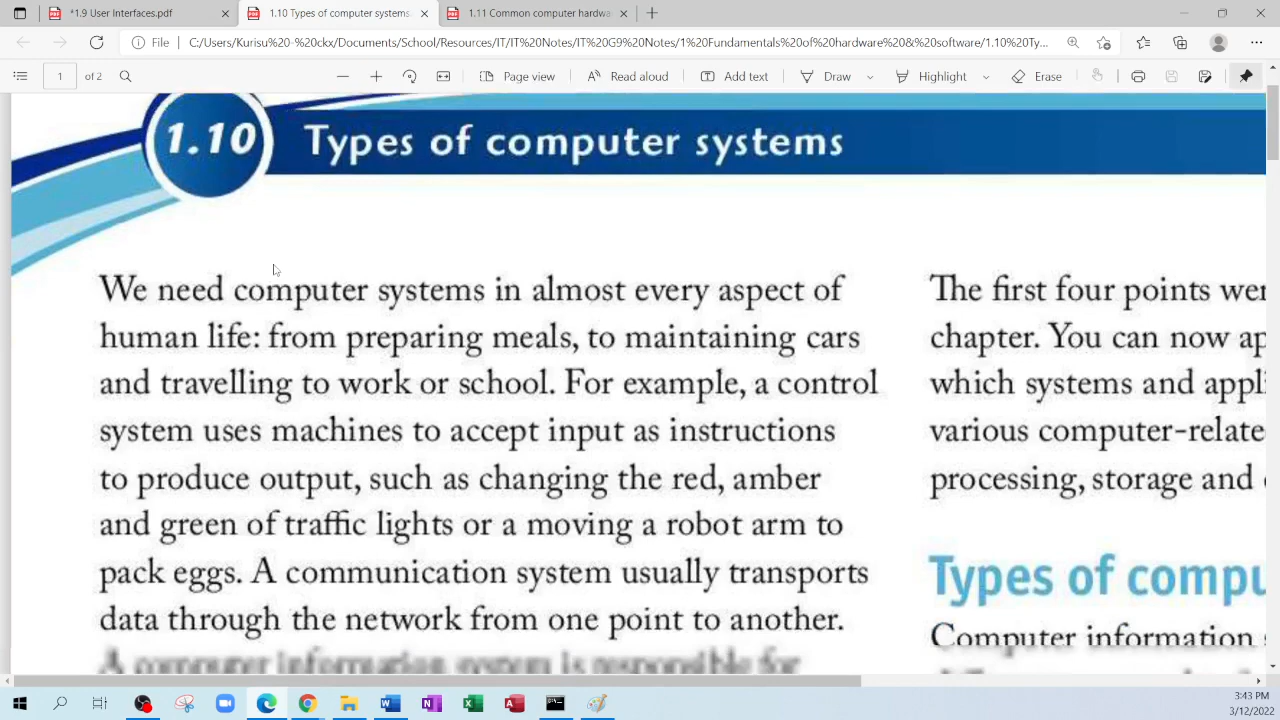 *1.9 User Interfaces.pdf
1.10 Types of computer systems.
1.11 Common computer hardwa
File
C:/Users/Kurisu%20-%20ckx/Documents/School/Resources/IT/IT%20Notes/IT%20G9%20Notes/1%20Fundamentals%20of%20hardware%20&%20software/1.10%20Ty...
1
of 2
Page view
Read aloud
Add text
Draw
Highlight
Erase
1.10
Types of computer systems
We need computer systems in almost every aspect of
human life: from preparing meals, to maintaining cars
and travelling to work or school. For example, a control
system uses machines to accept input as instructions
to produce output, such as changing the red, amber
and green of traffic lights or a moving a robot arm to
pack eggs. A communication system usually transports
data through the network from one point to another.
A computer information system is responsible for
The first four points wer
chapter. You can now ap
which systems and appli
various computer-relate
processing, storage and
Types of compu
Computer information
3:43 PM
3/12/2022